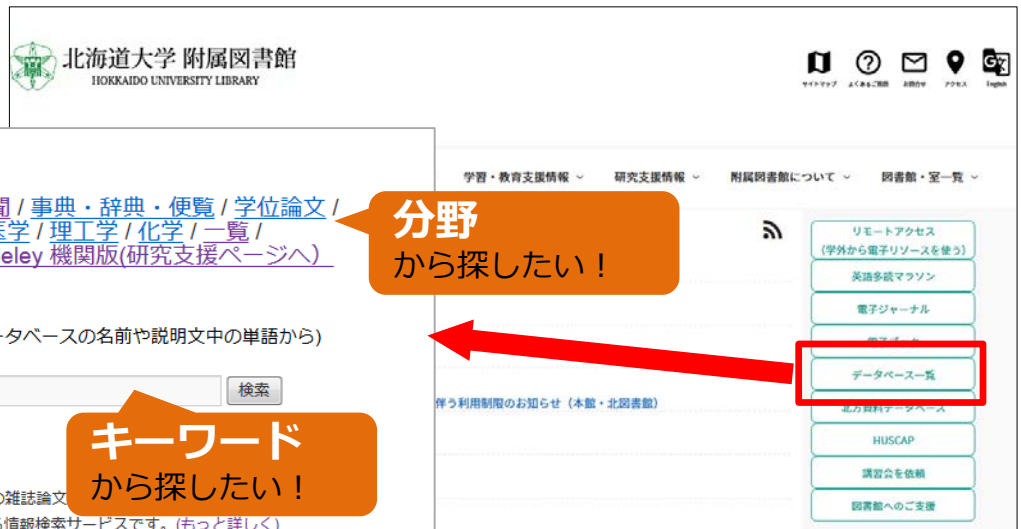 北海道大学 附属図書館
HOKKAIDO UNIVERSITY LIBRARY
サイトマップ よくあるご質問 お問合せ アクセス English
学習・教育支援情報 研究支援情報 附属図書館について 図書館・室一覧
聞 / 事典・辞典・便覧 / 学位論文 /
医学 / 理工学 / 化学 / 一覧 /
eley 機関版(研究支援ページへ）
分野
から探したい！
ータベースの名前や説明文中の単語から)
検索
キーワード
から探したい！
の雑誌論文
情報検索サービスです。(もっと詳しく)
伴う利用制限のお知らせ（本館・北図書館）
リモートアクセス
（学外から電子リソースを使う）
英語多読マラソン
電子ジャーナル
データベース一覧
北方資料データベース
HUSCAP
講習会を依頼
図書館へのご支援